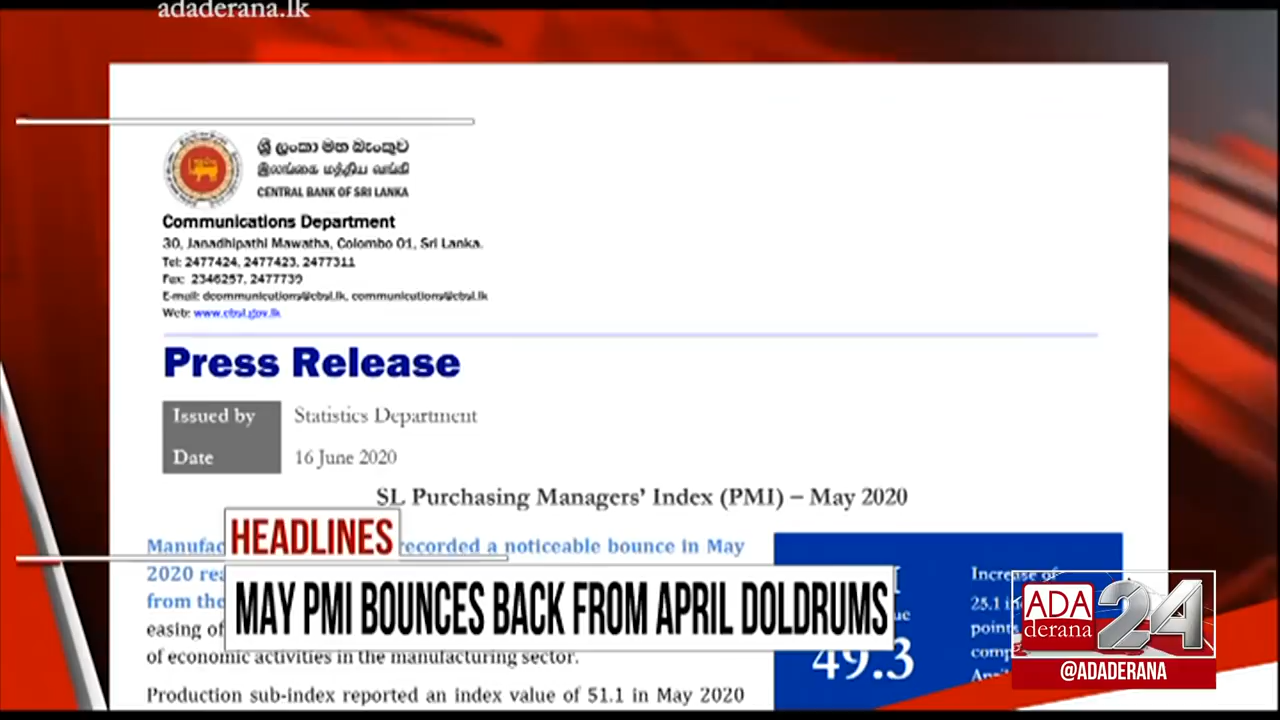 adaderana.lk
ශ්‍රී ලංකා මහ බැංකුව
இலங்கை மத்திய வங்கி
CENTRAL BANK OF SRI LANKA
Communications Department
30, Janadhipathi Mawatha, Colombo 01, Sri Lanka.
Tel: 2477424, 2477423, 2477311
Fax: 2346257, 2477739
E-mail: dcommunications@cbsl.lk, communications@cbsl.lk
Web: www.cbsl.gov.lk
Press Release
Issued by Statistics Department
Date 16 June 2020
SL Purchasing Managers' Index (PMI) – May 2020
recorded a noticeable bounce in May
HEADLINES
2020
from the
MAY PMI BOUNCES BACK FROM APRIL DOLDRUMS
easing of
of economic activities in the manufacturing sector.
Production sub-index reported an index value of 51.1 in May 2020
49.3
Increase of
25.1
points
ADA
derana
24
@ADADERANA